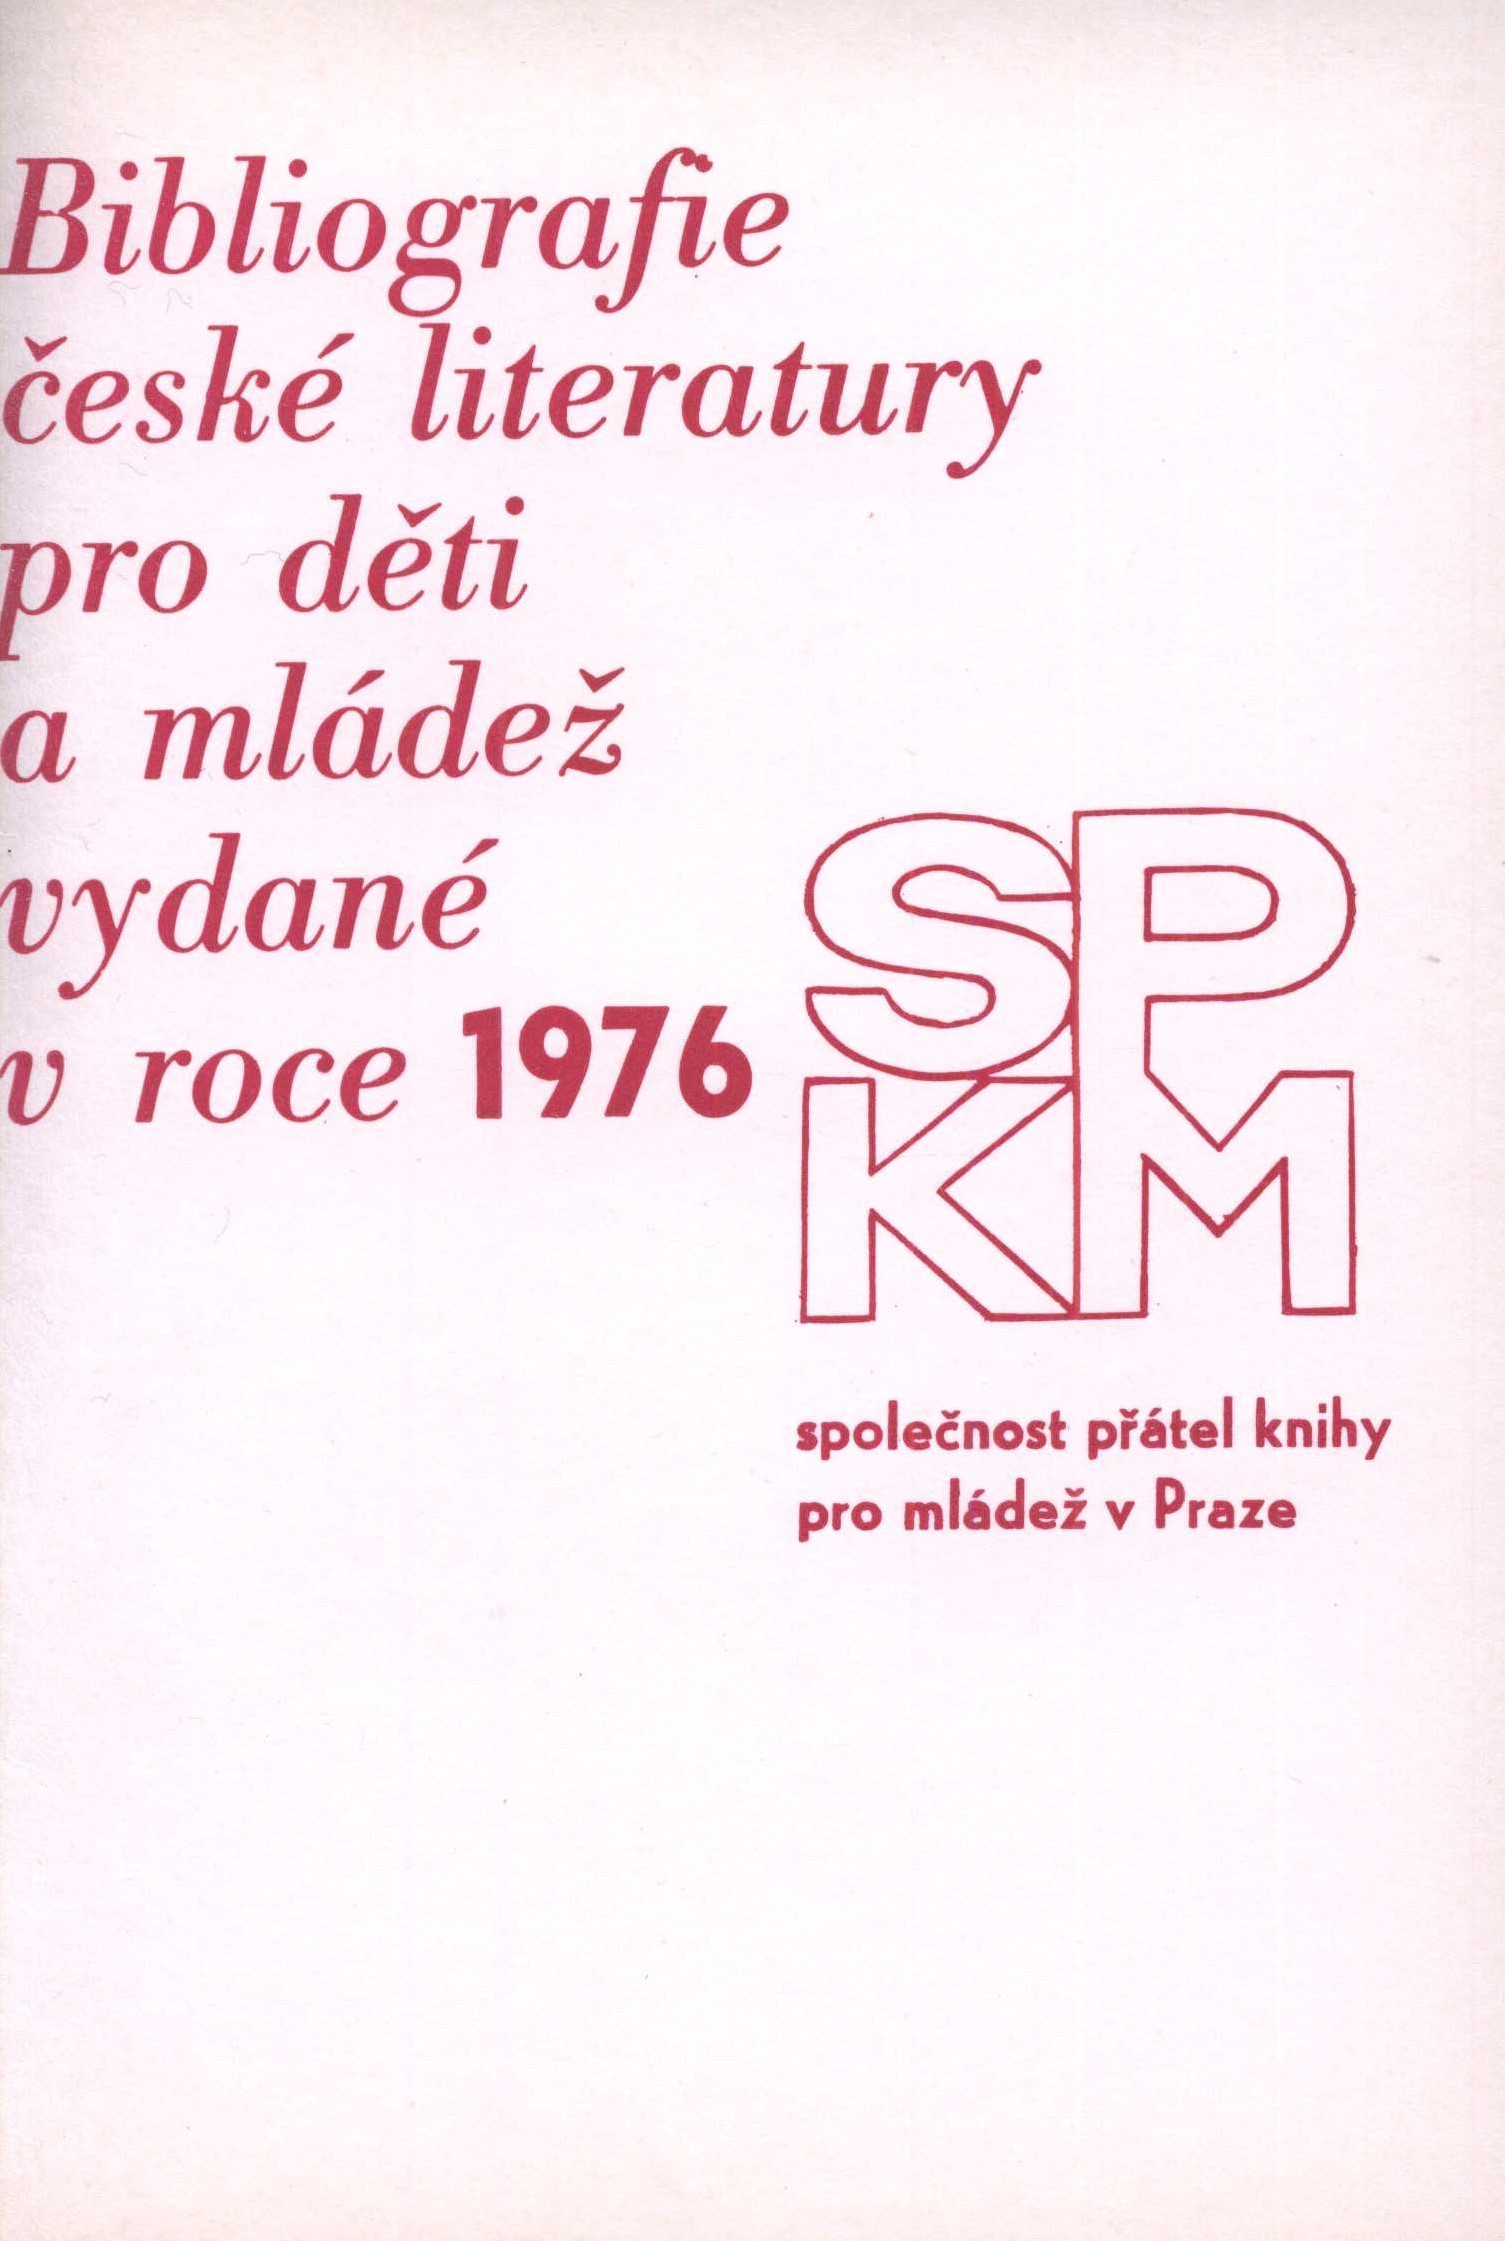 Bibliografie
české literatury
pro děti
a mládež
vydané
v roce 1976
SP
KM
společnost přátel knihy
pro mládež v Praze